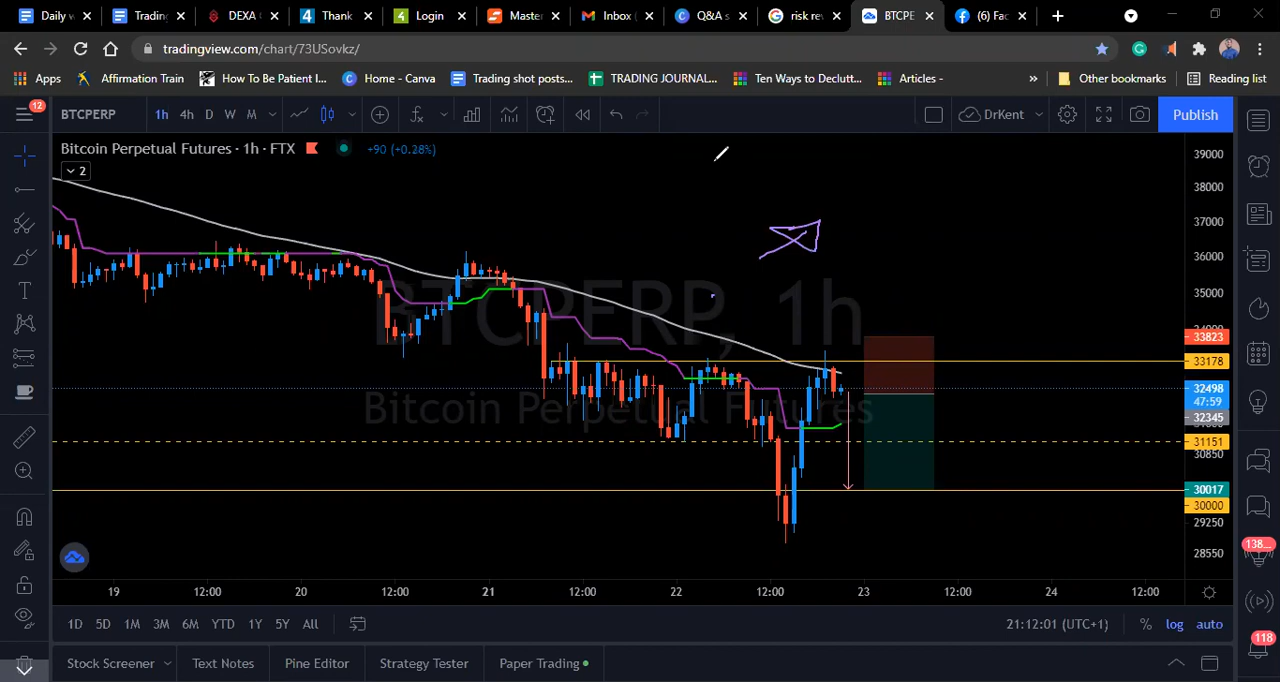 Daily w
Trading
DEXA
Thank
Login
Master
Inbox (
Q&A s
risk re
BTCPE
(6) Fac
tradingview.com/chart/73USovkz/
Apps
Affirmation Train
How To Be Patient I...
Home - Canva
Trading shot posts...
TRADING JOURNAL...
Ten Ways to Declutt...
Articles -
»
Other bookmarks
Reading list
12
BTCPERP
1h
4h
D
W
M
DrKent
Publish
Bitcoin Perpetual Futures · 1h · FTX
+90 (+0.28%)
2
BTCPERP, 1h
Bitcoin Perpetual Futures
39000
38000
37000
36000
35000
34000
33823
33178
32498
47:59
32345
31151
30850
30017
30000
29250
28550
19
12:00
20
12:00
21
12:00
22
12:00
23
12:00
24
12:00
1D
5D
1M
3M
6M
YTD
1Y
5Y
All
21:12:01 (UTC+1)
%
log
auto
Stock Screener
Text Notes
Pine Editor
Strategy Tester
Paper Trading
138...
118